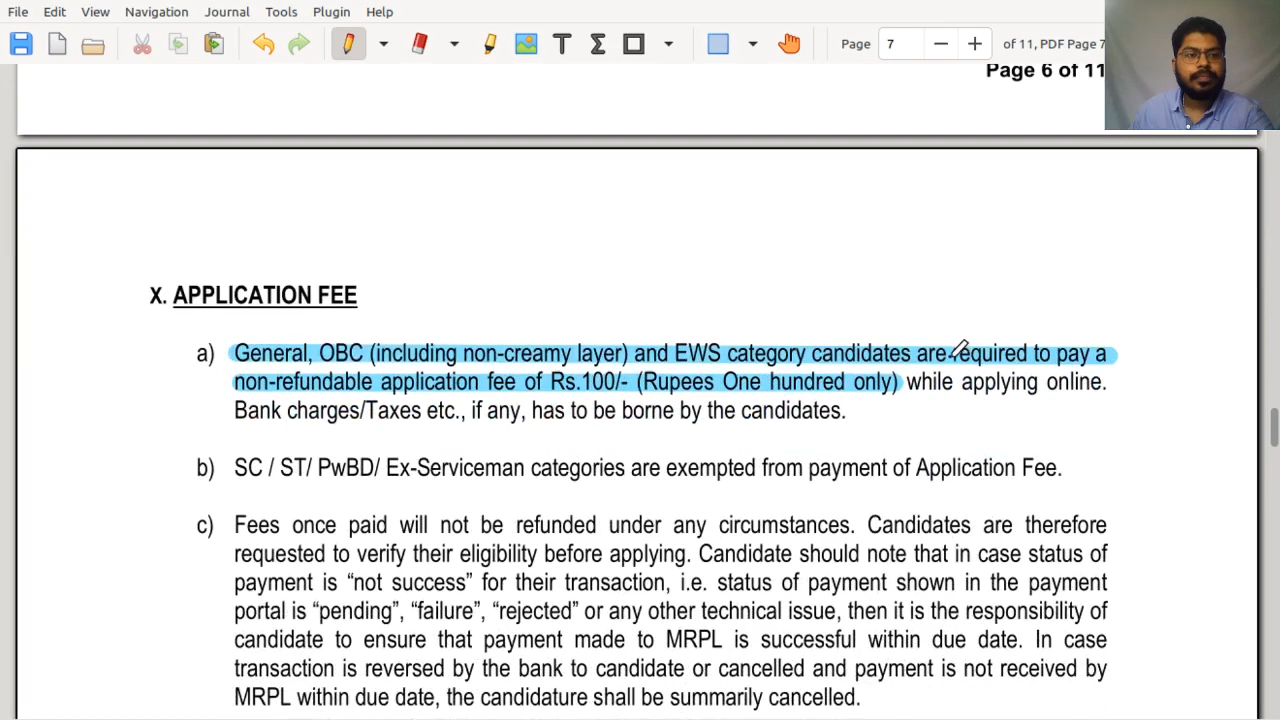 File Edit View Navigation Journal Tools Plugin Help
Page 7 of 11, PDF Page 7
Page 6 of 11
X. APPLICATION FEE
a) General, OBC (including non-creamy layer) and EWS category candidates are required to pay a
non-refundable application fee of Rs.100/- (Rupees One hundred only) while applying online.
Bank charges/Taxes etc., if any, has to be borne by the candidates.
b) SC / ST/ PwBD/ Ex-Serviceman categories are exempted from payment of Application Fee.
c) Fees once paid will not be refunded under any circumstances. Candidates are therefore
requested to verify their eligibility before applying. Candidate should note that in case status of
payment is “not success” for their transaction, i.e. status of payment shown in the payment
portal is “pending”, “failure”, “rejected” or any other technical issue, then it is the responsibility of
candidate to ensure that payment made to MRPL is successful within due date. In case
transaction is reversed by the bank to candidate or cancelled and payment is not received by
MRPL within due date, the candidature shall be summarily cancelled.